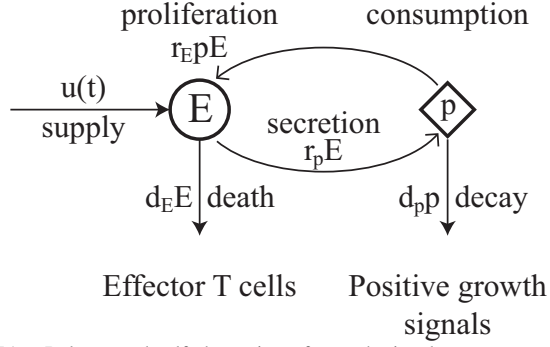 proliferation
consumption
r_EpE
u(t)
supply
E
p
secretion
r_pE
d_EE death
d_pp decay
Effector T cells
Positive growth
signals